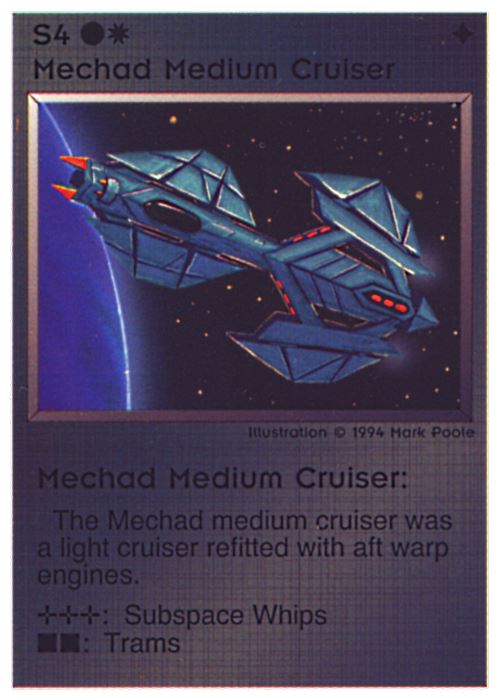 S4
Mechad Medium Cruiser
Illustration © 1994 Mark Poole
Mechad Medium Cruiser:
The Mechad medium cruiser was
a light cruiser refitted with aft warp
engines.
: Subspace Whips
: Trams